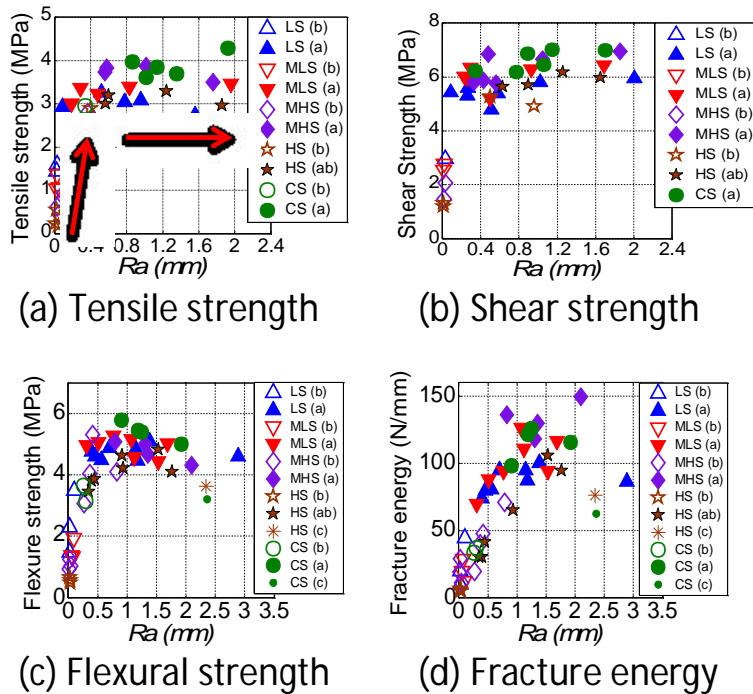 Tensile strength (MPa)
5
4
3
2
1
0
0.4
0.8
1.2
1.6
2
2.4
Ra (mm)
LS (b)
LS (a)
MLS (b)
MLS (a)
MHS (b)
MHS (a)
HS (b)
HS (ab)
CS (b)
CS (a)
(a) Tensile strength
Shear Strength (MPa)
8
6
4
2
0
0
0.4
0.8
1.2
1.6
2
2.4
Ra (mm)
LS (b)
LS (a)
MLS (b)
MLS (a)
MHS (b)
MHS (a)
HS (b)
HS (ab)
CS (a)
(b) Shear strength
Flexure strength (MPa)
6
4
2
0
0
0.5
1
1.5
2
2.5
3
3.5
Ra (mm)
LS (b)
LS (a)
MLS (b)
MLS (a)
MHS (b)
MHS (a)
HS (b)
HS (ab)
HS (c)
CS (b)
CS (a)
CS (c)
(c) Flexural strength
Fracture energy (N/mm)
150
100
50
0
0
0.5
1
1.5
2
2.5
3
3.5
Ra (mm)
LS (b)
LS (a)
MLS (b)
MLS (a)
MHS (b)
MHS (a)
HS (b)
HS (ab)
HS (c)
CS (b)
CS (a)
CS (c)
(d) Fracture energy